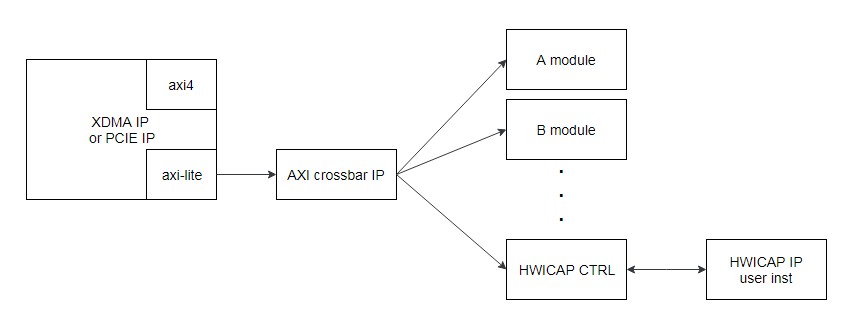 axi4
XDMA IP
or PCIE IP
axi-lite
AXI crossbar IP
A module
B module
HWICAP CTRL
HWICAP IP
user inst